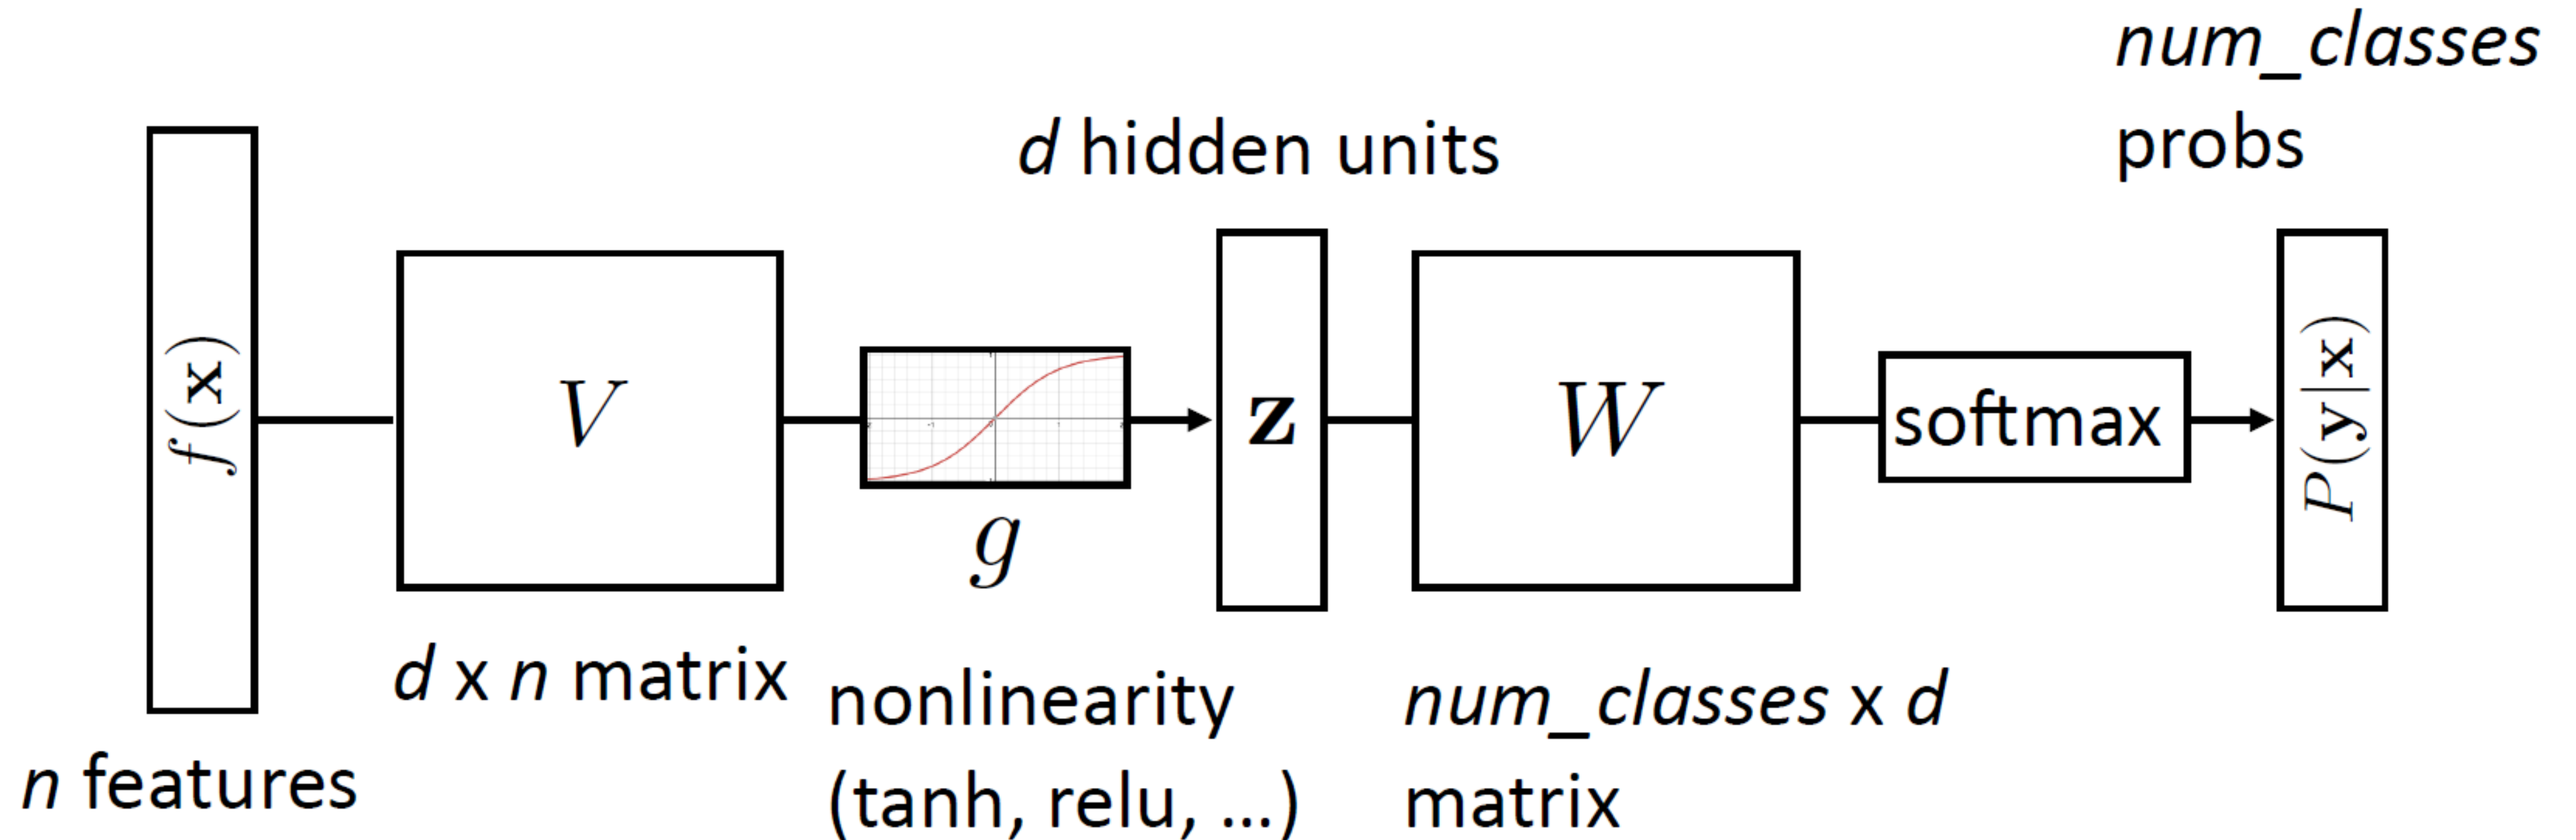 num_classes
probs
d hidden units
f(x)
V
g
z
W
softmax
P(y|x)
n features
d x n matrix
nonlinearity
(tanh, relu, ...)
num_classes x d
matrix